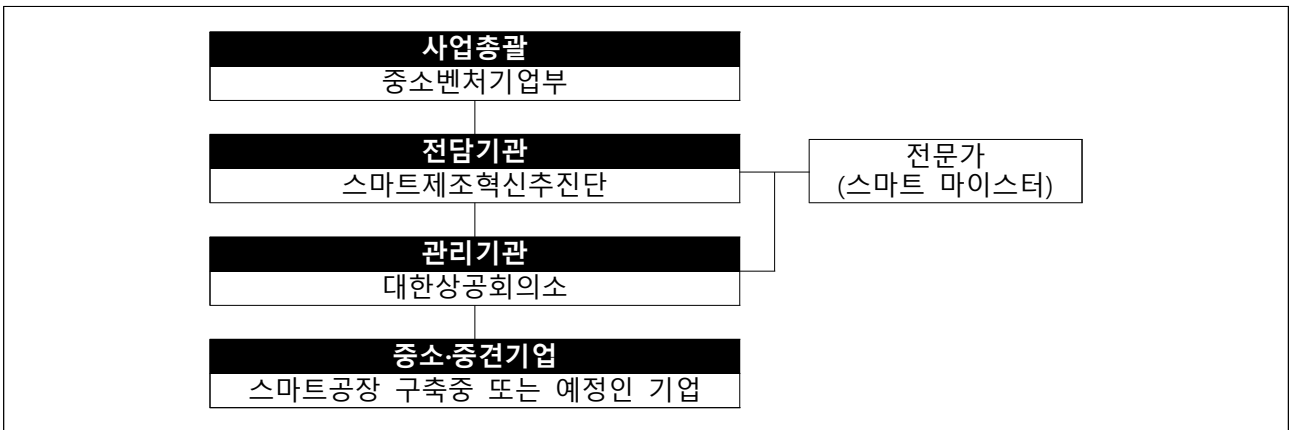 사업총괄
중소벤처기업부
전담기관
스마트제조혁신추진단
전문가
(스마트 마이스터)
관리기관
대한상공회의소
중소·중견기업
스마트공장 구축중 또는 예정인 기업